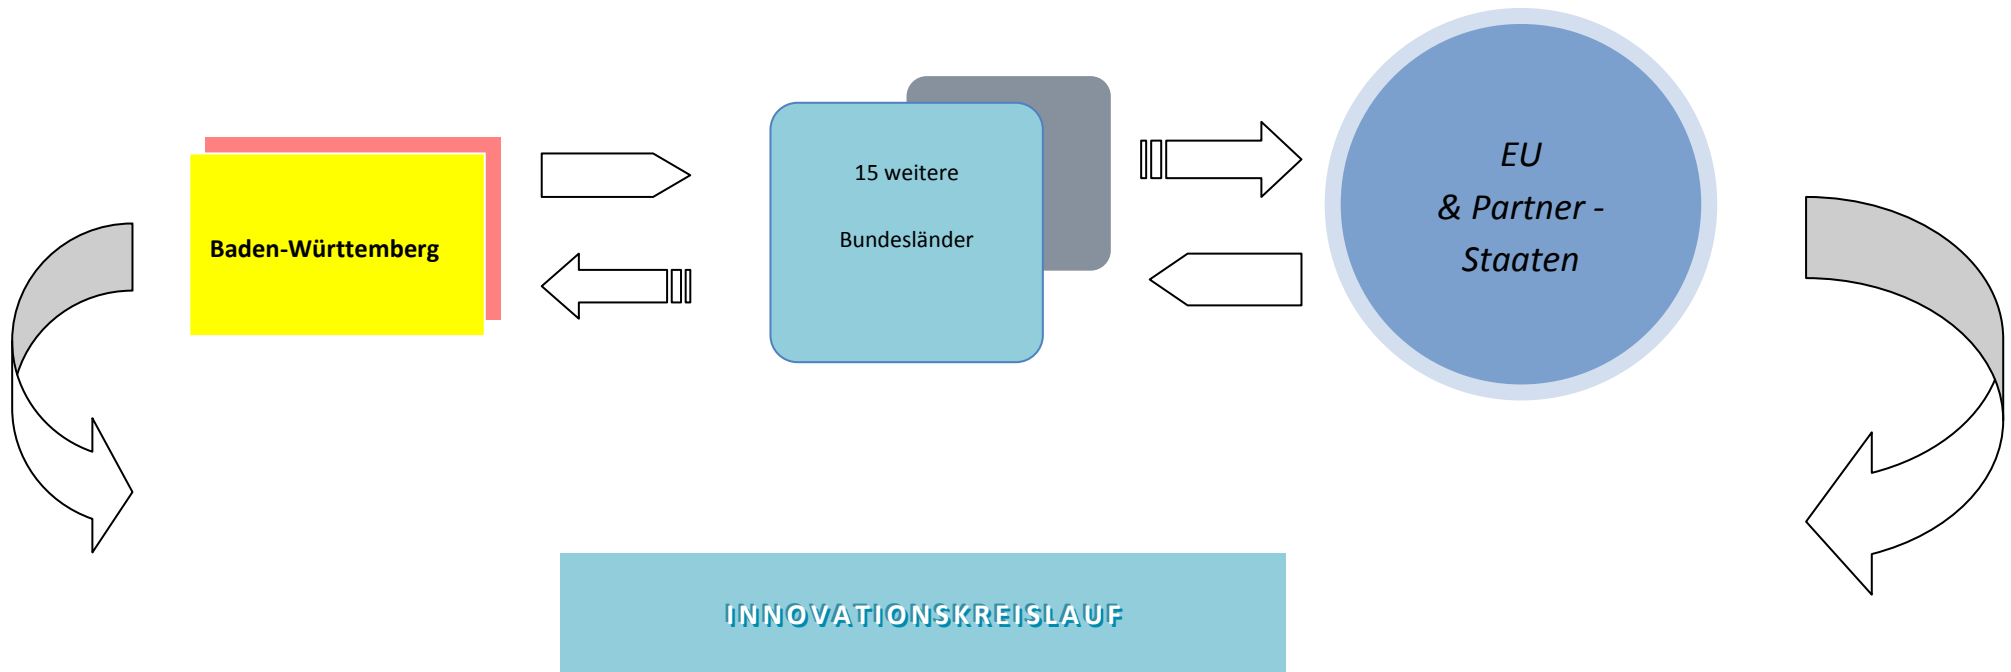 Baden-Württemberg
15 weitere
Bundesländer
EU
& Partner -
Staaten
INNOVATIONSKREISLAUF